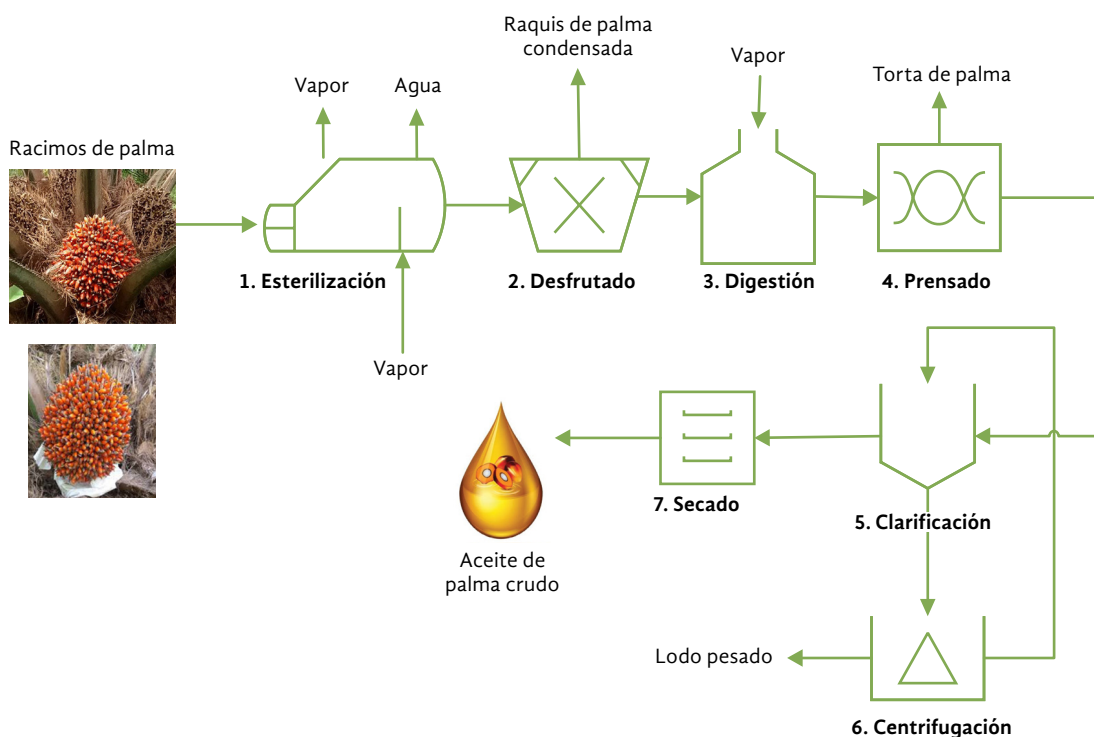 Racimos de palma
Vapor
Agua
Raquis de palma
condensada
Vapor
Torta de palma
1. Esterilización
2. Desfrutado
3. Digestión
4. Prensado
Vapor
7. Secado
5. Clarificación
Aceite de
palma crudo
Lodo pesado
6. Centrifugación